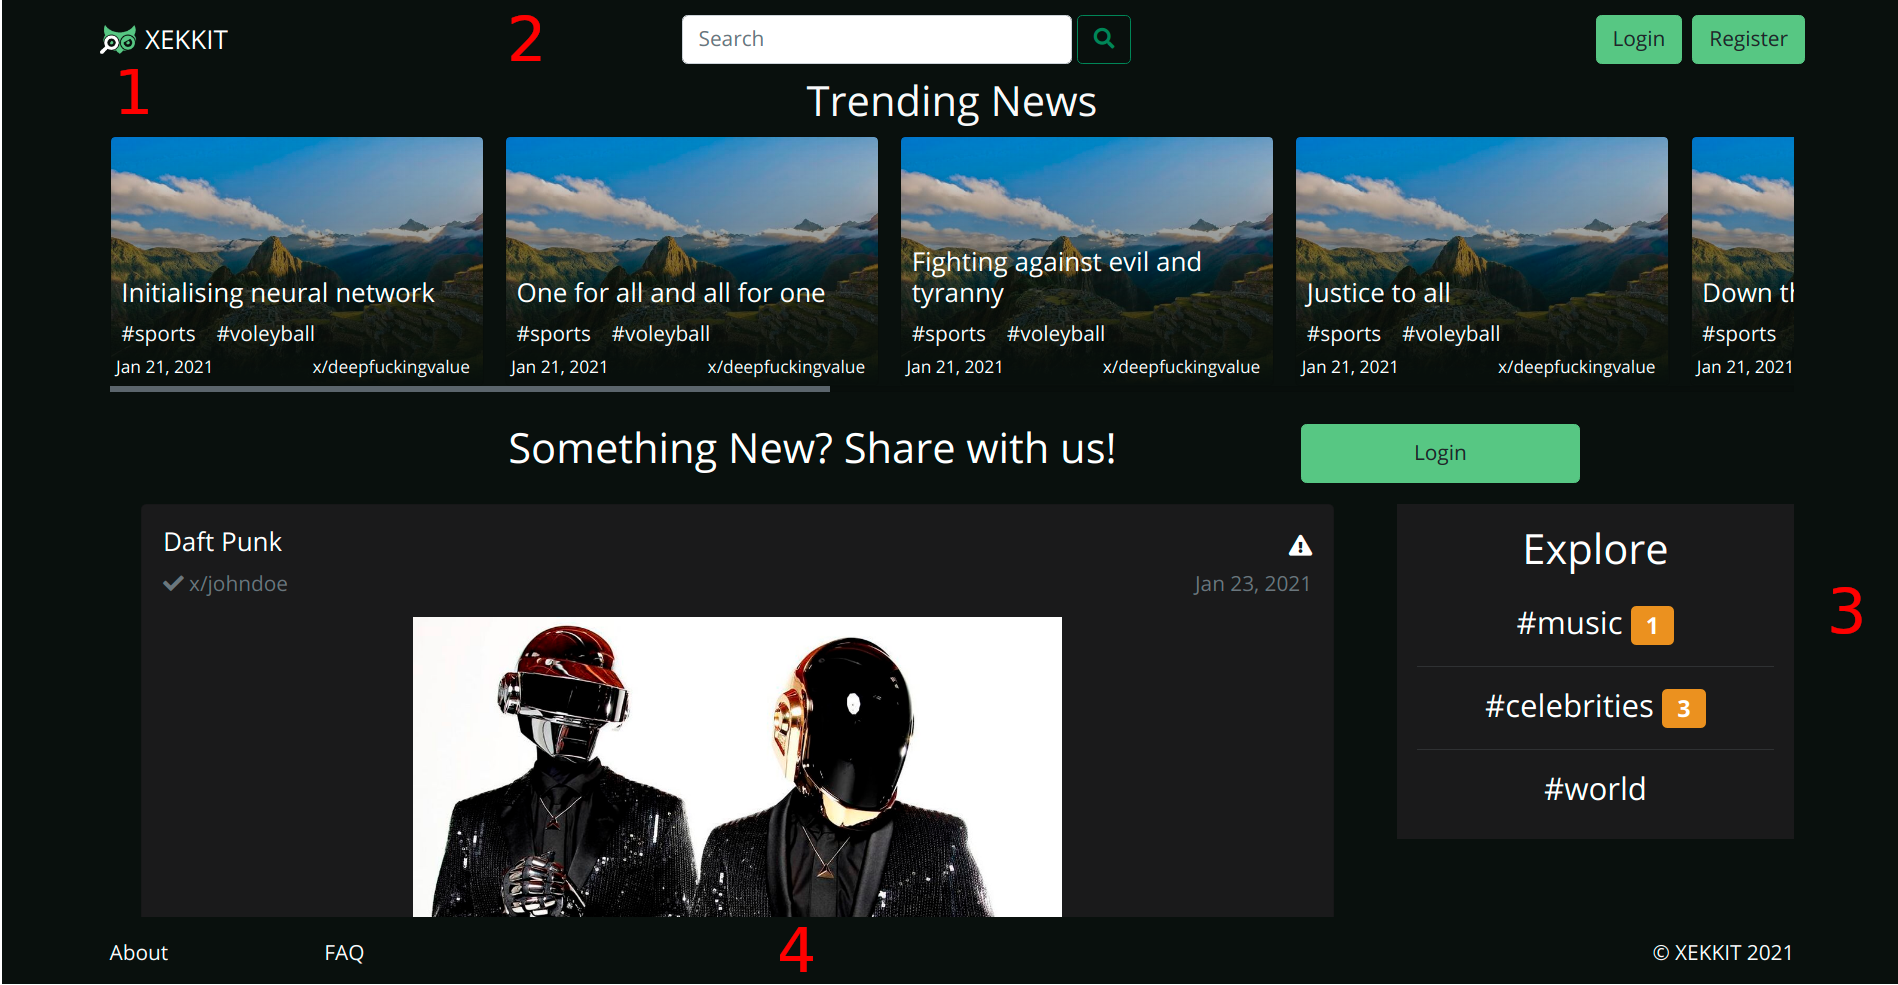 XEKKIT
2
Search
Login
Register
1
Trending News
Initialising neural network
#sports #voleyball
Jan 21, 2021 x/deepfuckingvalue
One for all and all for one
#sports #voleyball
Jan 21, 2021 x/deepfuckingvalue
Fighting against evil and
tyranny
#sports #voleyball
Jan 21, 2021 x/deepfuckingvalue
Justice to all
#sports #voleyball
Jan 21, 2021 x/deepfuckingvalue
Down
#sports
Jan 21, 2021
Something New? Share with us!
Login
Daft Punk
x/johndoe
Jan 23, 2021
Explore
#music 1
#celebrities 3
#world
3
About
FAQ
4
© XEKKIT 2021